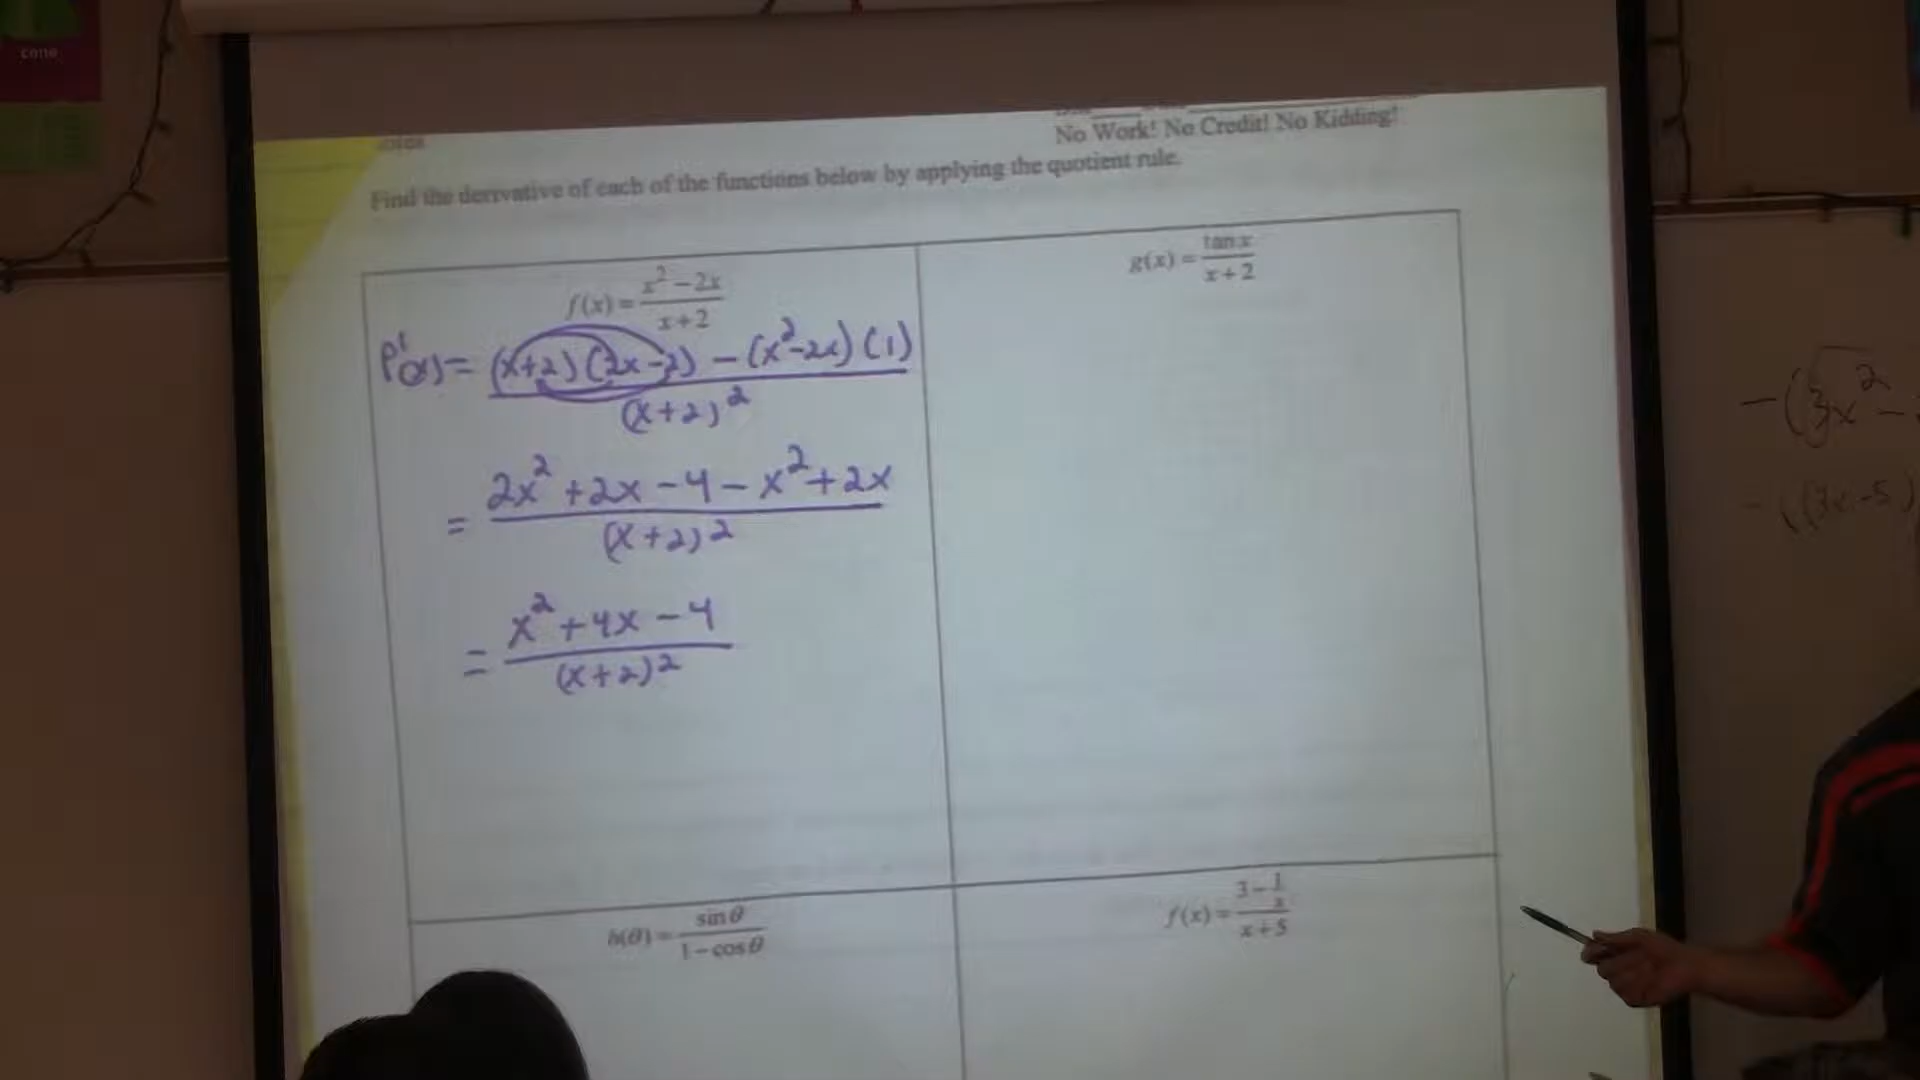 cone
No Work! No Credit! No Kidding!
Find the derivative of each of the functions below by applying the quotient rule.
f(x) = (x² - 2x)/(x + 2)
f'(x) = ((x+2)(2x-2) - (x²-2x)(1))/(x+2)²
= (2x² + 2x - 4 - x² + 2x)/(x+2)²
= (x² + 4x - 4)/(x+2)²
g(x) = tan x/(x + 2)
h(θ) = sin θ/(1 - cos θ)
f(x) = (3 - 1/x)/(x + 5)
-(3x² -